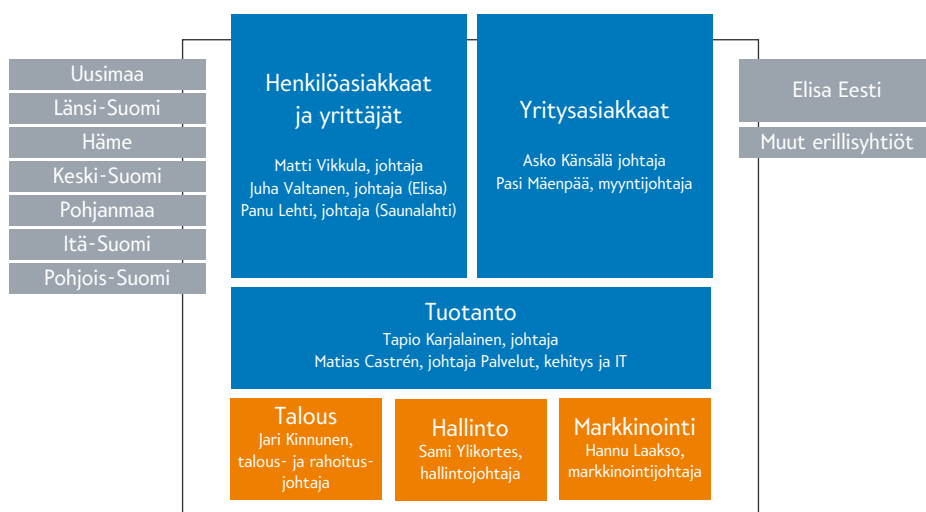 Uusimaa
Länsi-Suomi
Häme
Keski-Suomi
Pohjanmaa
Itä-Suomi
Pohjois-Suomi
Henkilöasiakkaat
ja yrittäjät
Matti Vikkula, johtaja
Juha Valtanen, johtaja (Elisa)
Panu Lehti, johtaja (Saunalahti)
Yritysasiakkaat
Asko Känsälä johtaja
Pasi Mäenpää, myyntijohtaja
Elisa Eesti
Muut erillisyhtiöt
Tuotanto
Tapio Karjalainen, johtaja
Matias Castrén, johtaja Palvelut, kehitys ja IT
Talous
Jari Kinnunen,
talous- ja rahoitus-
johtaja
Hallinto
Sami Ylikortes,
hallintojohtaja
Markkinointi
Hannu Laakso,
markkinointijohtaja